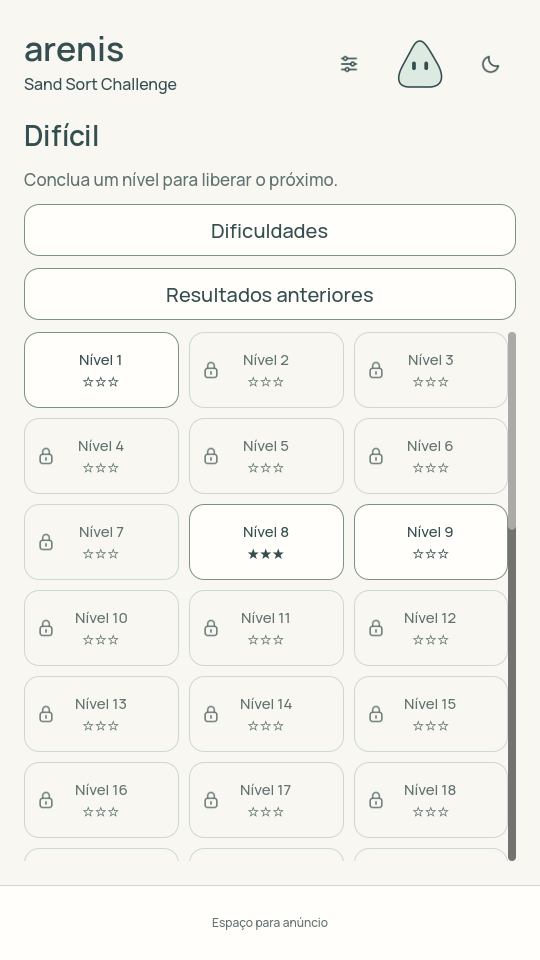 arenis
Sand Sort Challenge
Difícil
Conclua um nível para liberar o próximo.
Dificuldades
Resultados anteriores
Nível 1
☆☆☆
Nível 2
☆☆☆
Nível 3
☆☆☆
Nível 4
☆☆☆
Nível 5
☆☆☆
Nível 6
☆☆☆
Nível 7
☆☆☆
Nível 8
★★★
Nível 9
☆☆☆
Nível 10
☆☆☆
Nível 11
☆☆☆
Nível 12
☆☆☆
Nível 13
☆☆☆
Nível 14
☆☆☆
Nível 15
☆☆☆
Nível 16
☆☆☆
Nível 17
☆☆☆
Nível 18
☆☆☆
Espaço para anúncio